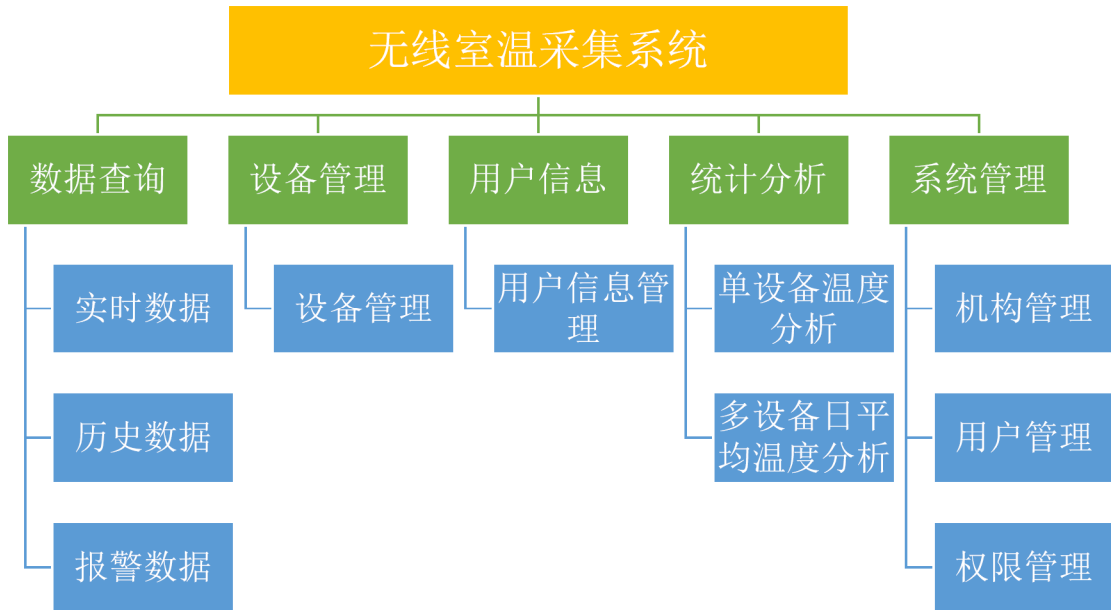 无线室温采集系统
数据查询
设备管理
用户信息
统计分析
系统管理
实时数据
历史数据
报警数据
设备管理
用户信息管
理
单设备温度
分析
多设备日平
均温度分析
机构管理
用户管理
权限管理